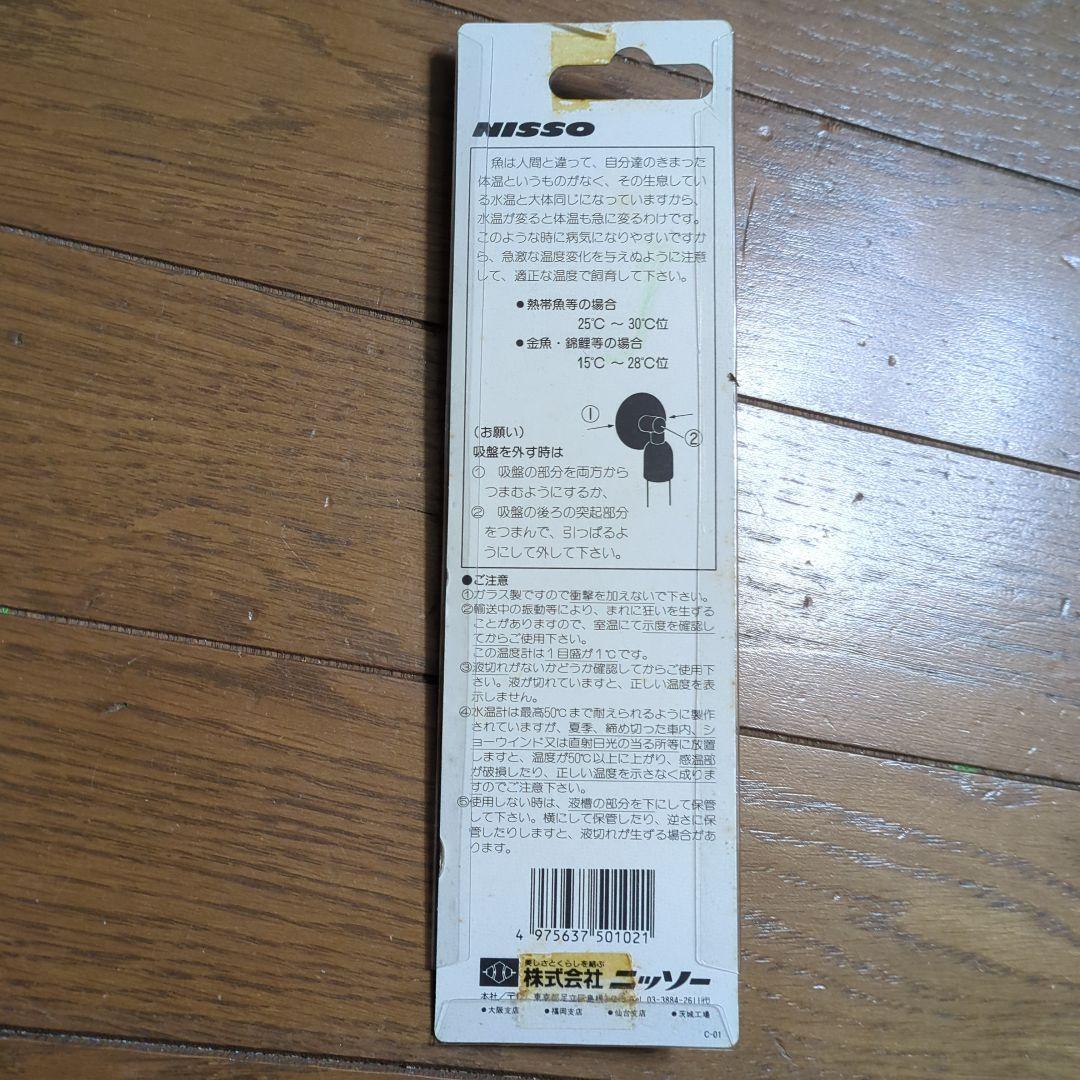 NISSO
魚は人間と違って、自分達のきまった
体温というものがなく、その生息してい
る水温と大体同じになっていますから、
水温が変ると体温も急に変るわけです。
このような時に病気になりやすいですか
ら、急激な温度変化を与えぬように注意
して、適正な温度で飼育して下さい。
●熱帯魚等の場合
25℃ ～ 30℃位
●金魚・錦鯉等の場合
15℃ ～ 28℃位
①
②
(お願い)
吸盤を外す時は
① 吸盤の部分を両方から
つまむようにするか、
② 吸盤の後ろの突起部分
をつまんで、引っぱるよ
うにして外して下さい。
●ご注意
①ガラス製ですので衝撃を加えないで下さい。
②輸送中の振動等により、まれに狂いを生ずる
ことがありますので、室温にて示度を確認し
てからご使用下さい。
この温度計は1目盛が1℃です。
③液切れがないかどうか確認してからご使用下
さい。液が切れていますと、正しい温度を表
示しません。
④水温計は最高50℃まで耐えられるように製作
されていますが、夏季、締め切った車内、シ
ョーウインド又は直射日光の当る所等に放置
しますと、温度が50℃以上に上がり、感温部
が破損したり、正しい温度を示さなく成りま
すのでご注意下さい。
⑤使用しない時は、液槽の部分を下にして保管
して下さい。横にして保管したり、逆さに保
管したりしますと、液切れが生ずる場合があ
ります。
4 975637 501021
美しさとくらしを結ぶ
株式会社 ニッソー
本社/〒 東京都足立区島根 03-3884-2611㈹
●大阪支店 ●福岡支店 ●仙台支店 ●茨城工場
C-01